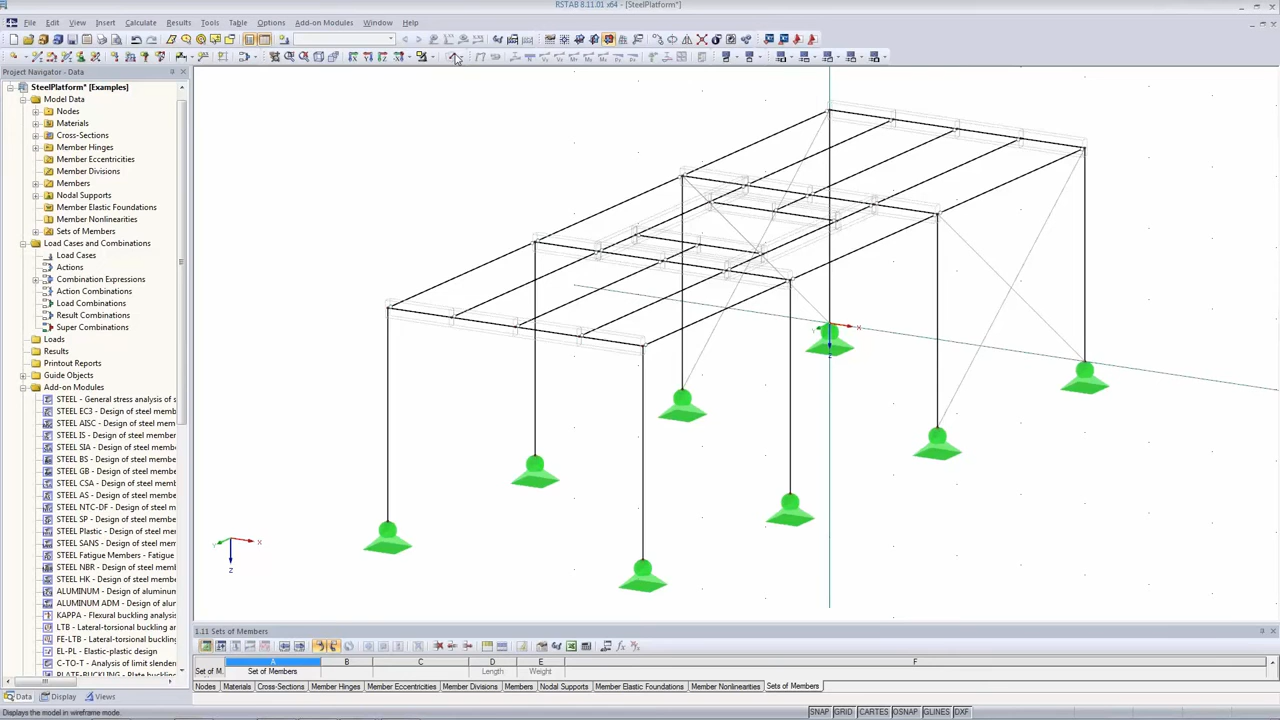 RSTAB 8.11.01 x64 - [SteelPlatform*]
File Edit View Insert Calculate Results Tools Table Options Add-on Modules Window Help
Project Navigator - Data
SteelPlatform* [Examples]
Model Data
Nodes
Materials
Cross-Sections
Member Hinges
Member Eccentricities
Member Divisions
Members
Nodal Supports
Member Elastic Foundations
Member Nonlinearities
Sets of Members
Load Cases and Combinations
Load Cases
Actions
Combination Expressions
Action Combinations
Load Combinations
Result Combinations
Super Combinations
Loads
Results
Printout Reports
Guide Objects
Add-on Modules
STEEL - General stress analysis of s
STEEL EC3 - Design of steel memb
STEEL AISC - Design of steel mem
STEEL IS - Design of steel member
STEEL SIA - Design of steel membe
STEEL BS - Design of steel membe
STEEL GB - Design of steel membe
STEEL CSA - Design of steel memb
STEEL AS - Design of steel membe
STEEL NTC-DF - Design of steel m
STEEL SP - Design of steel membe
STEEL Plastic - Design of steel me
STEEL SANS - Design of steel mem
STEEL Fatigue Members - Fatigue
STEEL NBR - Design of steel mem
STEEL HK - Design of steel membe
ALUMINUM - Design of aluminum
ALUMINUM ADM - Design of alur
KAPPA - Flexural buckling analysi
LTB - Lateral-torsional buckling a
FE-LTB - Lateral-torsional bucklin
EL-PL - Elastic-plastic design
C-TO-T - Analysis of limit slender
PLATE-BUCKLING - Plate buckling
Data Display Views
X
Y
Z
X
Y
Z
1.11 Sets of Members
A B C D E F
Set of M. Set of Members Length Weight
Nodes Materials Cross-Sections Member Hinges Member Eccentricities Member Divisions Members Nodal Supports Member Elastic Foundations Member Nonlinearities Sets of Members
Displays the model in wireframe mode.
SNAP GRID CARTES OSNAP GLINES DXF